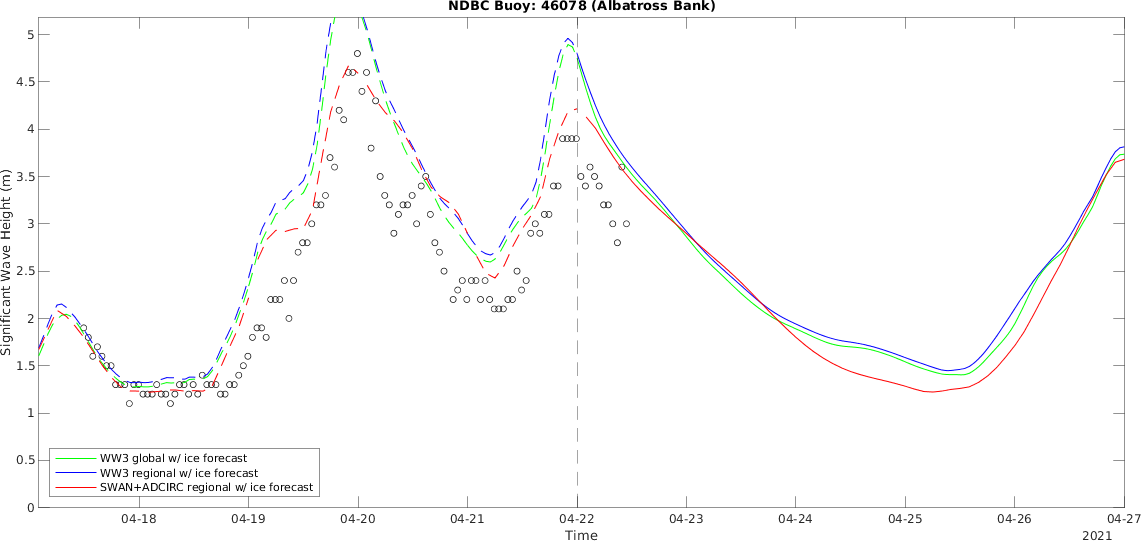 NDBC Buoy: 46078 (Albatross Bank)
5
4.5
4
3.5
3
2.5
2
1.5
1
0.5
0
Significant Wave Height (m)
WW3 global w/ ice forecast
WW3 regional w/ ice forecast
SWAN+ADCIRC regional w/ ice forecast
04-18 04-19 04-20 04-21 04-22 04-23 04-24 04-25 04-26 04-27
Time
2021